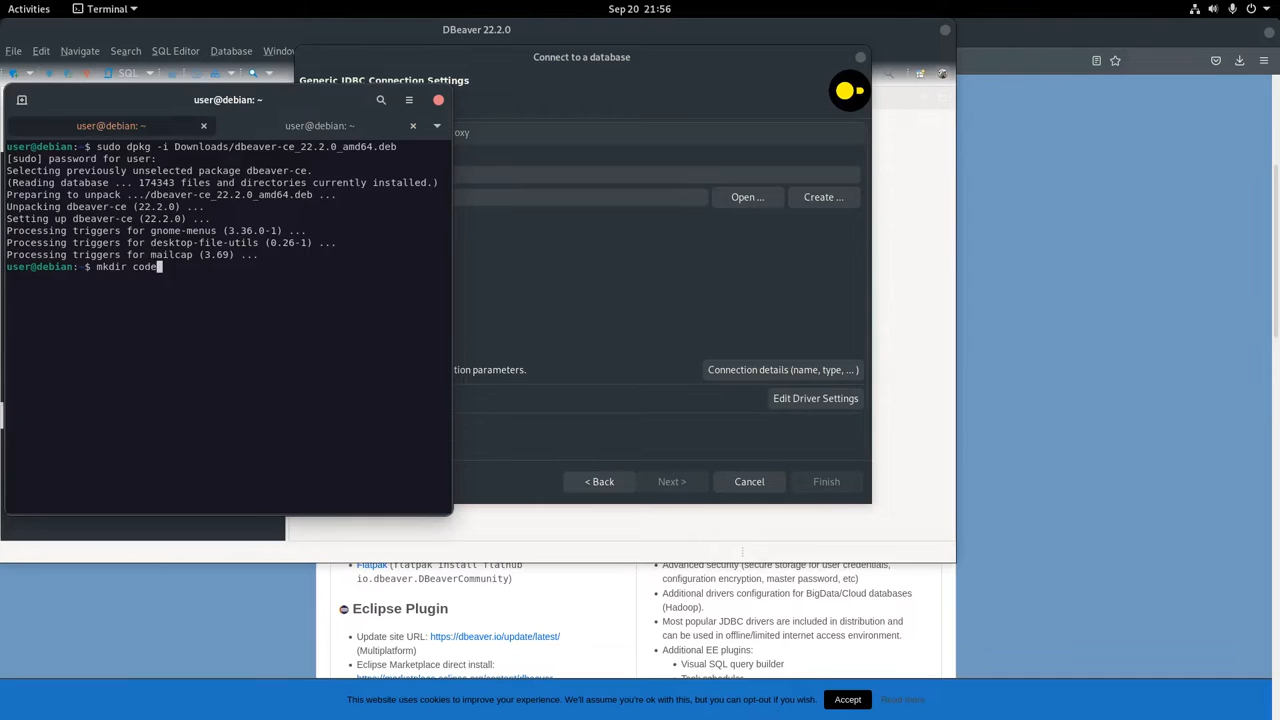 Activities
Terminal
Sep 20 21:56
DBeaver 22.2.0
File Edit Navigate Search SQL Editor Database Window
SQL
Connect to a database
Generic JDBC Connection Settings
user@debian: ~
user@debian: ~
user@debian: ~
oxy
user@debian:~$ sudo dpkg -i Downloads/dbeaver-ce_22.2.0_amd64.deb
[sudo] password for user:
Selecting previously unselected package dbeaver-ce.
(Reading database ... 174343 files and directories currently installed.)
Preparing to unpack .../dbeaver-ce_22.2.0_amd64.deb ...
Unpacking dbeaver-ce (22.2.0) ...
Setting up dbeaver-ce (22.2.0) ...
Processing triggers for gnome-menus (3.36.0-1) ...
Processing triggers for desktop-file-utils (0.26-1) ...
Processing triggers for mailcap (3.69) ...
user@debian:~$ mkdir code
Open ...
Create ...
tion parameters.
Connection details (name, type, ... )
Edit Driver Settings
< Back
Next >
Cancel
Finish
Flatpak (flatpak install flathub
io.dbeaver.DBeaverCommunity)
Eclipse Plugin
Update site URL: https://dbeaver.io/update/latest/
(Multiplatform)
Eclipse Marketplace direct install:
Advanced security (secure storage for user credentials,
configuration encryption, master password, etc)
Additional drivers configuration for BigData/Cloud databases
(Hadoop).
Most popular JDBC drivers are included in distribution and
can be used in offline/limited internet access environment.
Additional EE plugins:
Visual SQL query builder
Task scheduler
This website uses cookies to improve your experience. We'll assume you're ok with this, but you can opt-out if you wish.
Accept
Read more